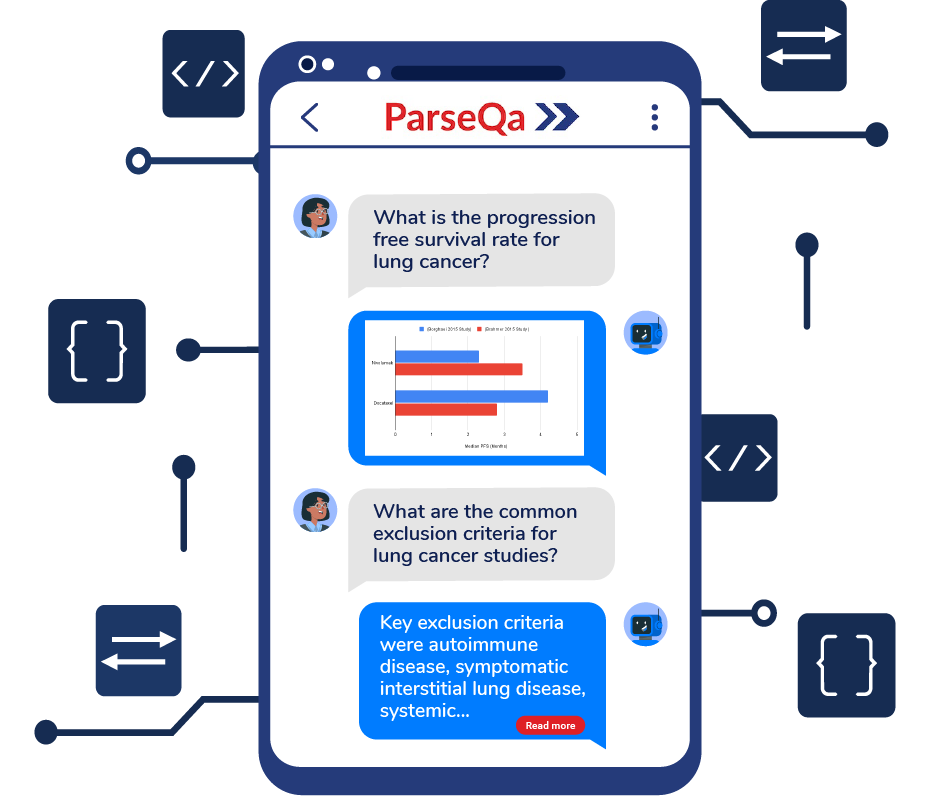 </>
ParseQa
What is the progression
free survival rate for
lung cancer?
(Borghaei 2015 Study) (Brahmer 2015 Study)
Nivolumab
Docetaxel
0 1 2 3 4 5
Median PFS (Months)
{ }
</>
What are the common
exclusion criteria for
lung cancer studies?
Key exclusion criteria
were autoimmune
disease, symptomatic
interstitial lung disease,
systemic...
Read more
{ }